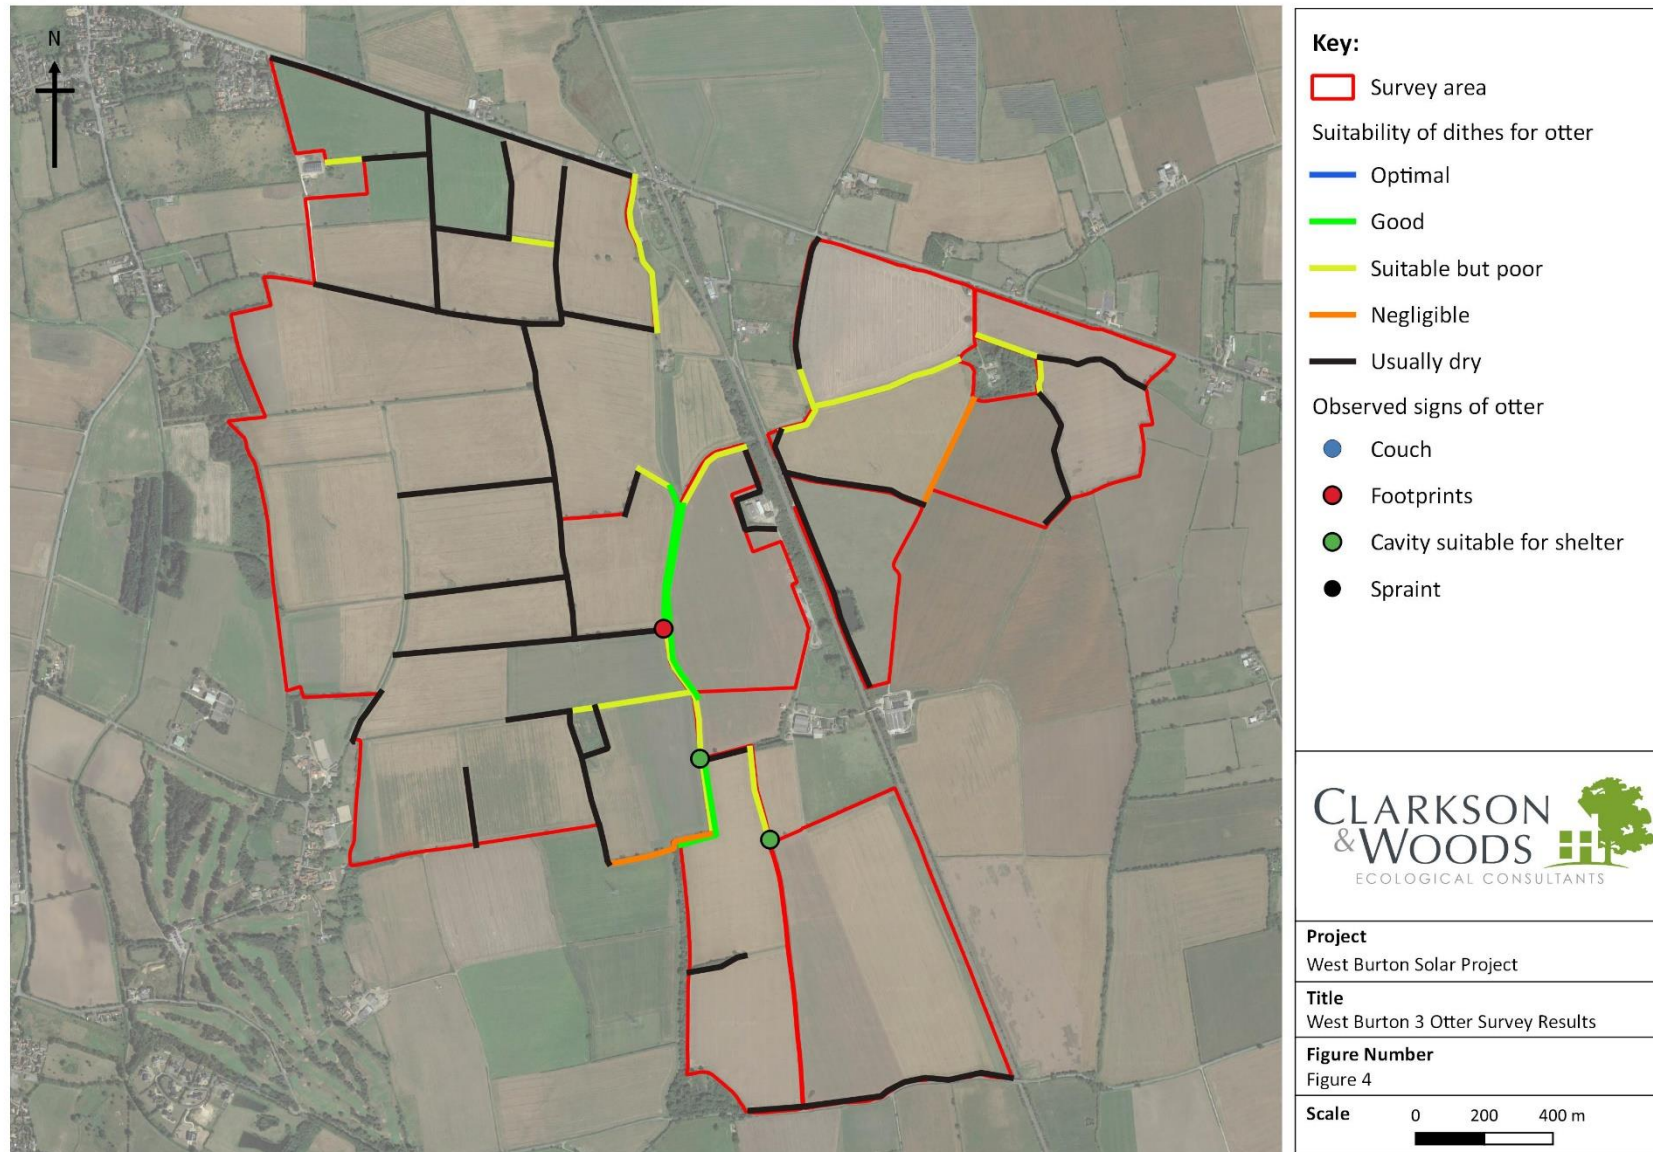 N
Key:
Survey area
Suitability of dithes for otter
Optimal
Good
Suitable but poor
Negligible
Usually dry
Observed signs of otter
Couch
Footprints
Cavity suitable for shelter
Spraint
CLARKSON
& WOODS
ECOLOGICAL CONSULTANTS
Project
West Burton Solar Project
Title
West Burton 3 Otter Survey Results
Figure Number
Figure 4
Scale 0 200 400 m